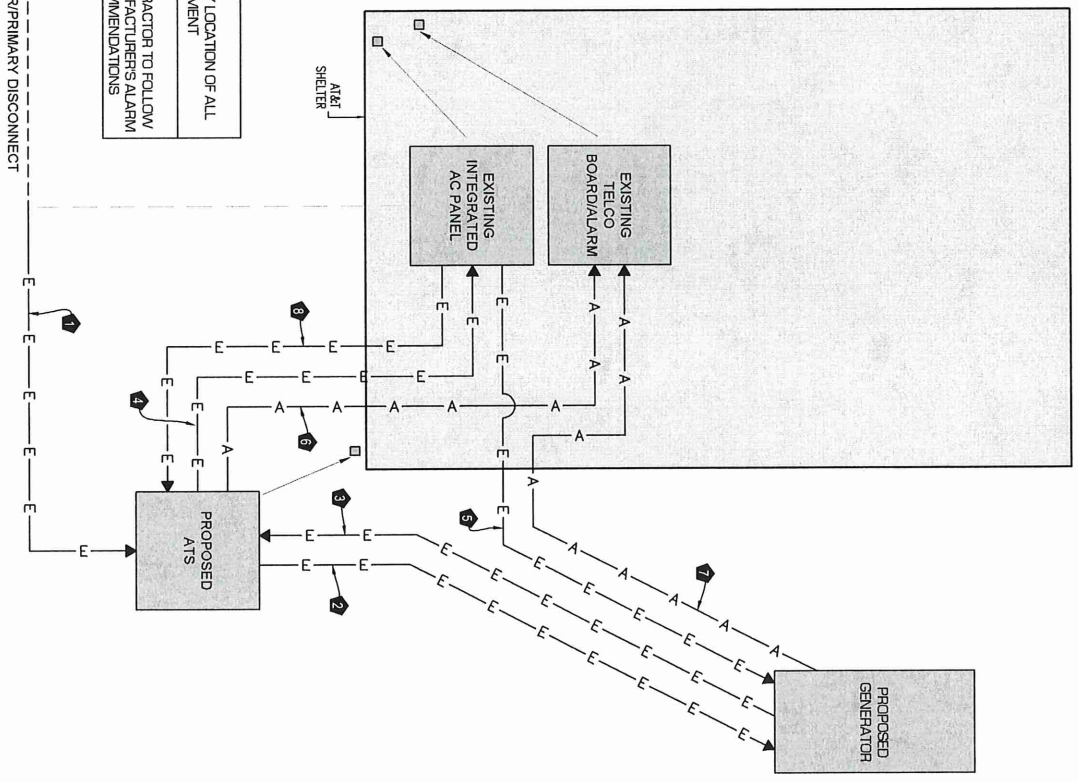 LOCATION OF ALL
MENT
RACTOR TO FOLLOW
FACTURER'S ALARM
MMENDATIONS
R/PRIMARY DISCONNECT
AT&T
SHELTER
EXISTING
TELCO
BOARD/ALARM
EXISTING
INTEGRATED
AC PANEL
PROPOSED
ATS
PROPOSED
GENERATOR
E E E E E E
1
E E E E E E
8
E E E E E E E
4
A A A A A A A A
6
E E E E E E E E
3
E E E E E E E E
2
E E E E E E E
5
A A A A A A A A A
7